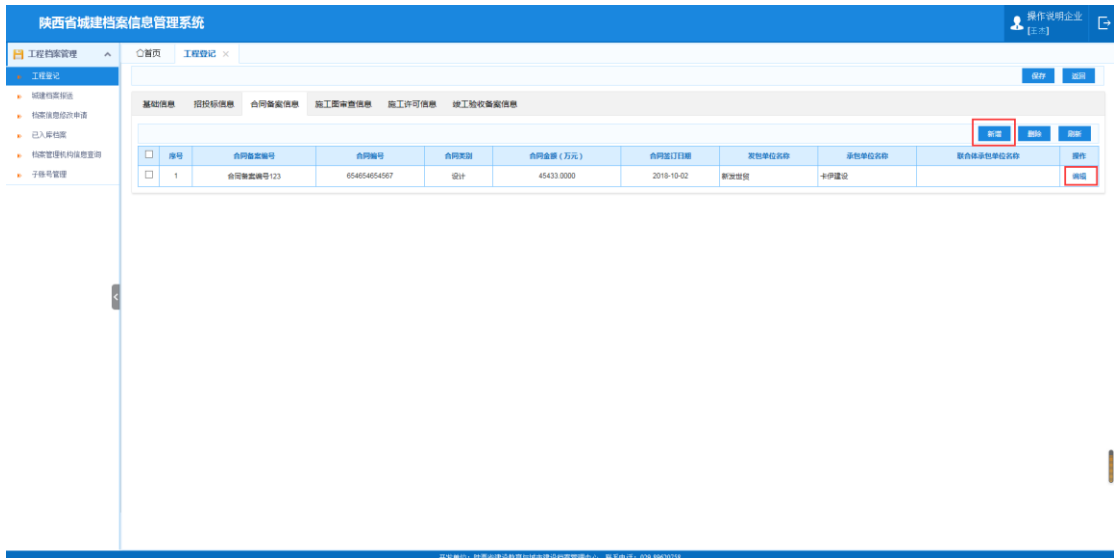 陕西省城建档案信息管理系统
操作说明企业
[王杰]
工程档案管理
首页 工程登记
工程登记
保存 返回
城建档案报送
基础信息 招投标信息 合同备案信息 施工图审查信息 施工许可信息 竣工验收备案信息
档案信息修改申请
已入库档案
新增 删除 刷新
档案管理机构信息查询
序号 合同备案编号 合同编号 合同类别 合同金额（万元） 合同签订日期 发包单位名称 承包单位名称 联合体承包单位名称 操作
子账号管理
1 合同备案编号123 654654654567 设计 45433.0000 2018-10-02 新发世贸 卡伊建设 编辑